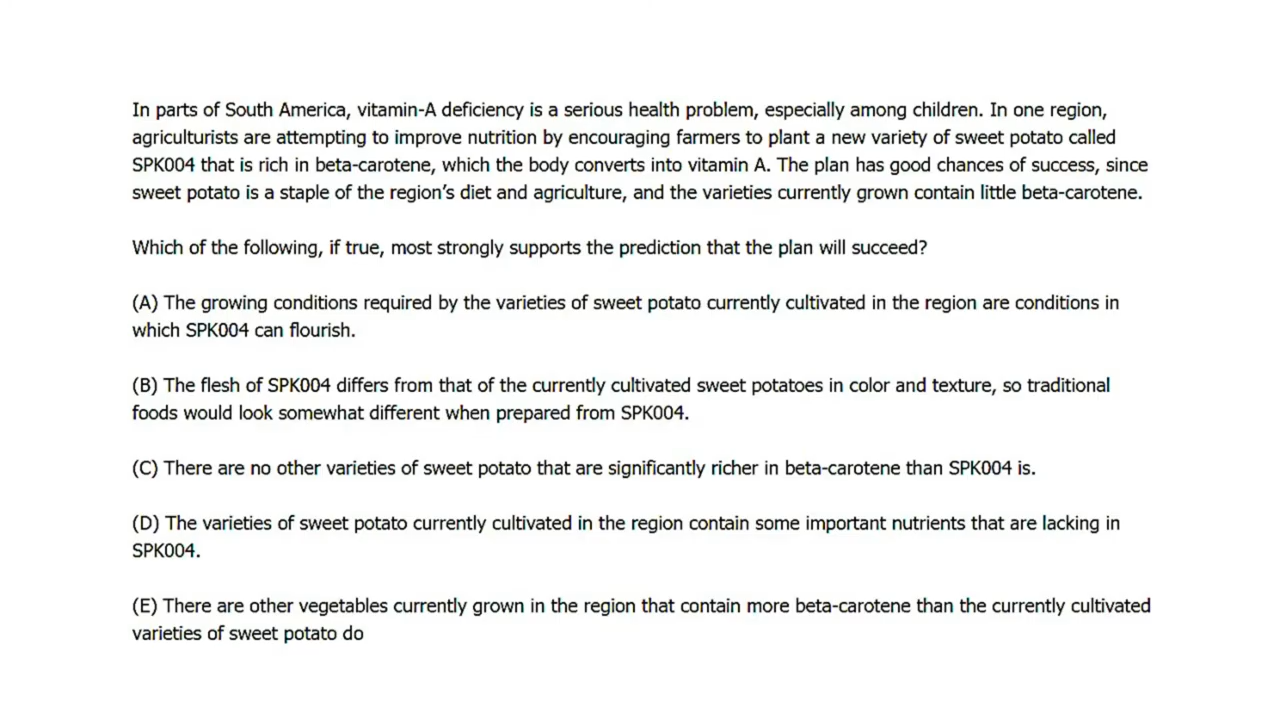 In parts of South America, vitamin-A deficiency is a serious health problem, especially among children. In one region,
agriculturists are attempting to improve nutrition by encouraging farmers to plant a new variety of sweet potato called
SPK004 that is rich in beta-carotene, which the body converts into vitamin A. The plan has good chances of success, since
sweet potato is a staple of the region's diet and agriculture, and the varieties currently grown contain little beta-carotene.
Which of the following, if true, most strongly supports the prediction that the plan will succeed?
(A) The growing conditions required by the varieties of sweet potato currently cultivated in the region are conditions in
which SPK004 can flourish.
(B) The flesh of SPK004 differs from that of the currently cultivated sweet potatoes in color and texture, so traditional
foods would look somewhat different when prepared from SPK004.
(C) There are no other varieties of sweet potato that are significantly richer in beta-carotene than SPK004 is.
(D) The varieties of sweet potato currently cultivated in the region contain some important nutrients that are lacking in
SPK004.
(E) There are other vegetables currently grown in the region that contain more beta-carotene than the currently cultivated
varieties of sweet potato do